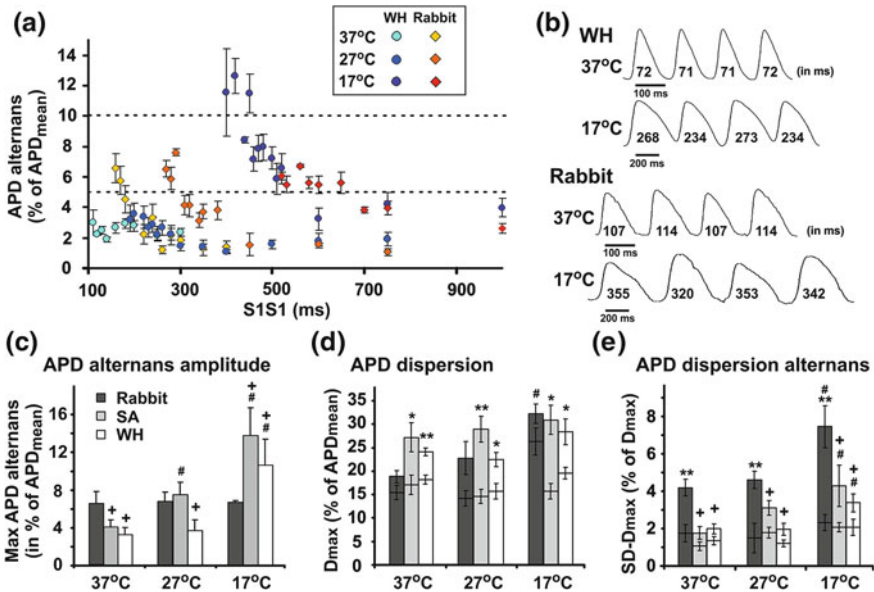 (a)
WH Rabbit
37°C
27°C
17°C
APD alternans
(% of APDmean)
14
12
10
8
6
4
2
0
100 300 500 700 900
S1S1 (ms)
(b)
WH
37°C
72 71 71 72
(in ms)
100 ms
17°C
268 234 273 234
200 ms
Rabbit
37°C
107 114 107 114
(in ms)
100 ms
17°C
355 320 353 342
200 ms
(c) APD alternans amplitude
Max APD alternans
(in % of APDmean)
16
12
8
4
0
Rabbit
SA
WH
+ + # + + # + #
37°C 27°C 17°C
(d) APD dispersion
Dmax (% of APDmean)
35
30
25
20
15
10
5
0
* ** ** * # * *
37°C 27°C 17°C
(e) APD dispersion alternans
SD-Dmax (% of Dmax)
8
6
4
2
0
** + + ** + + # ** + # + #
37°C 27°C 17°C